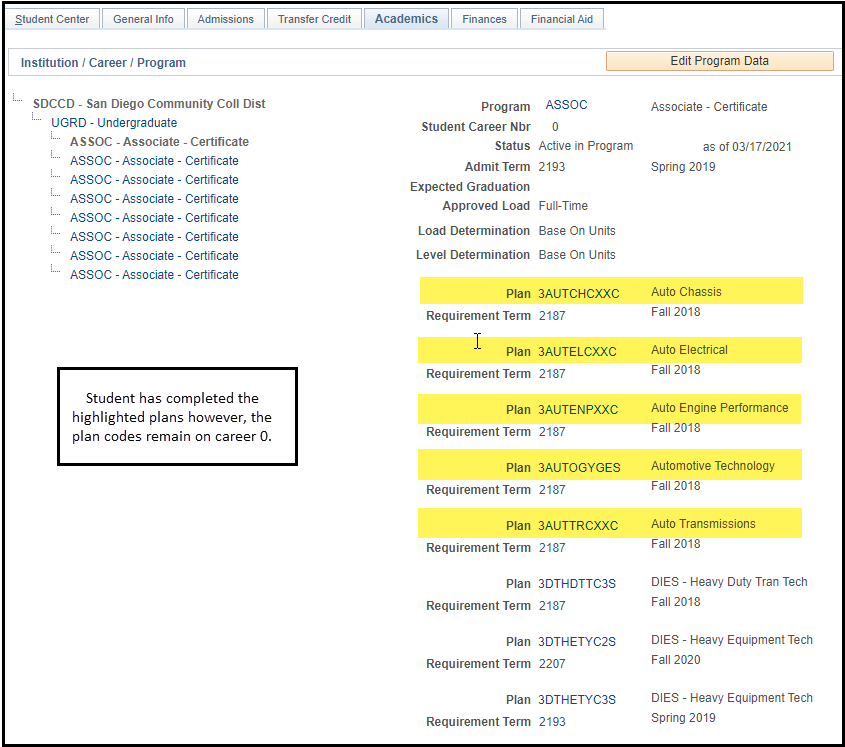 Student Center General Info Admissions Transfer Credit Academics Finances Financial Aid
Institution / Career / Program Edit Program Data
SDCCD - San Diego Community Coll Dist
UGRD - Undergraduate
ASSOC - Associate - Certificate
ASSOC - Associate - Certificate
ASSOC - Associate - Certificate
ASSOC - Associate - Certificate
ASSOC - Associate - Certificate
ASSOC - Associate - Certificate
ASSOC - Associate - Certificate
ASSOC - Associate - Certificate
Student has completed the
highlighted plans however, the
plan codes remain on career 0.
Program ASSOC Associate - Certificate
Student Career Nbr 0
Status Active in Program as of 03/17/2021
Admit Term 2193 Spring 2019
Expected Graduation
Approved Load Full-Time
Load Determination Base On Units
Level Determination Base On Units
Plan 3AUTCHCXXC Auto Chassis
Requirement Term 2187 Fall 2018
Plan 3AUTELCXXC Auto Electrical
Requirement Term 2187 Fall 2018
Plan 3AUTENPXXC Auto Engine Performance
Requirement Term 2187 Fall 2018
Plan 3AUTOGYGES Automotive Technology
Requirement Term 2187 Fall 2018
Plan 3AUTTRCXXC Auto Transmissions
Requirement Term 2187 Fall 2018
Plan 3DTHDTTC3S DIES - Heavy Duty Tran Tech
Requirement Term 2187 Fall 2018
Plan 3DTHETYC2S DIES - Heavy Equipment Tech
Requirement Term 2207 Fall 2020
Plan 3DTHETYC3S DIES - Heavy Equipment Tech
Requirement Term 2193 Spring 2019